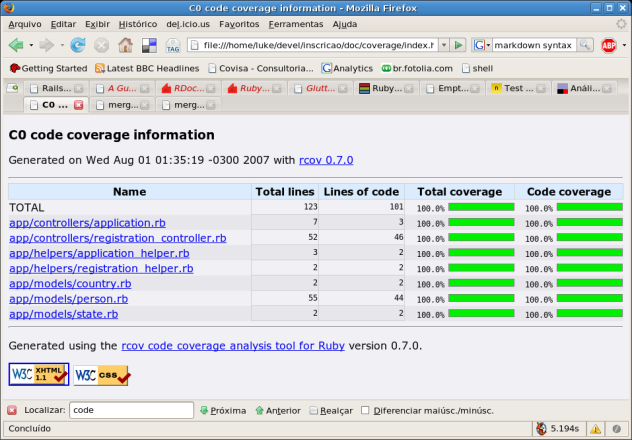 C0 code coverage information - Mozilla Firefox
Arquivo Editar Exibir Histórico del.icio.us Favoritos Ferramentas Ajuda
TAG file:///home/luke/devel/inscricao/doc/coverage/index.h G markdown syntax ABP
Getting Started Latest BBC Headlines Covisa - Consultoria... Analytics br.fotolia.com shell
Rails... A Gu... RDoc... Ruby... Glutt... Ruby... Empt... Test ... Análi...
C0 ... merg... merg...
C0 code coverage information
Generated on Wed Aug 01 01:35:19 -0300 2007 with rcov 0.7.0
Name Total lines Lines of code Total coverage Code coverage
TOTAL 123 101 100.0% 100.0%
app/controllers/application.rb 7 3 100.0% 100.0%
app/controllers/registration_controller.rb 52 46 100.0% 100.0%
app/helpers/application_helper.rb 3 2 100.0% 100.0%
app/helpers/registration_helper.rb 2 2 100.0% 100.0%
app/models/country.rb 2 2 100.0% 100.0%
app/models/person.rb 55 44 100.0% 100.0%
app/models/state.rb 2 2 100.0% 100.0%
Generated using the rcov code coverage analysis tool for Ruby version 0.7.0.
W3C XHTML 1.1 W3C css
Localizar: code Próxima Anterior Realçar Diferenciar maiúsc./minúsc.
Concluído 5.194s